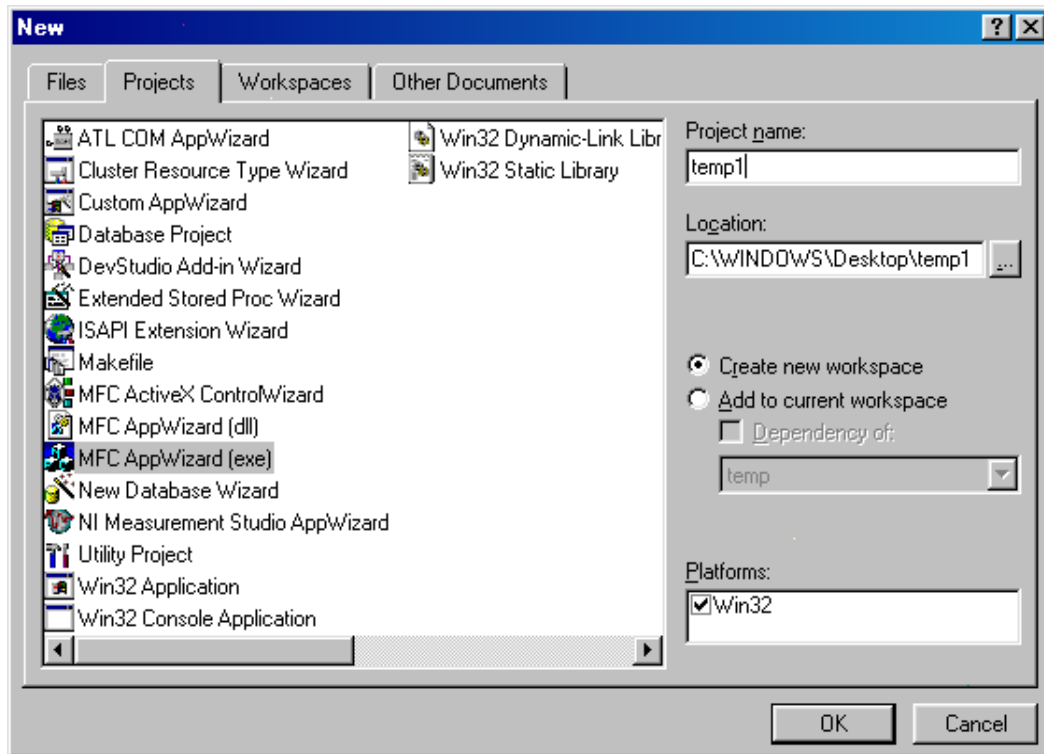 New
Files Projects Workspaces Other Documents
ATL COM AppWizard
Cluster Resource Type Wizard
Custom AppWizard
Database Project
DevStudio Add-in Wizard
Extended Stored Proc Wizard
ISAPI Extension Wizard
Makefile
MFC ActiveX ControlWizard
MFC AppWizard (dll)
MFC AppWizard (exe)
New Database Wizard
NI Measurement Studio AppWizard
Utility Project
Win32 Application
Win32 Console Application
Win32 Dynamic-Link Libr
Win32 Static Library
Project name:
temp1
Location:
C:\WINDOWS\Desktop\temp1 ...
Create new workspace
Add to current workspace
Dependency of:
temp
Platforms:
Win32
OK Cancel